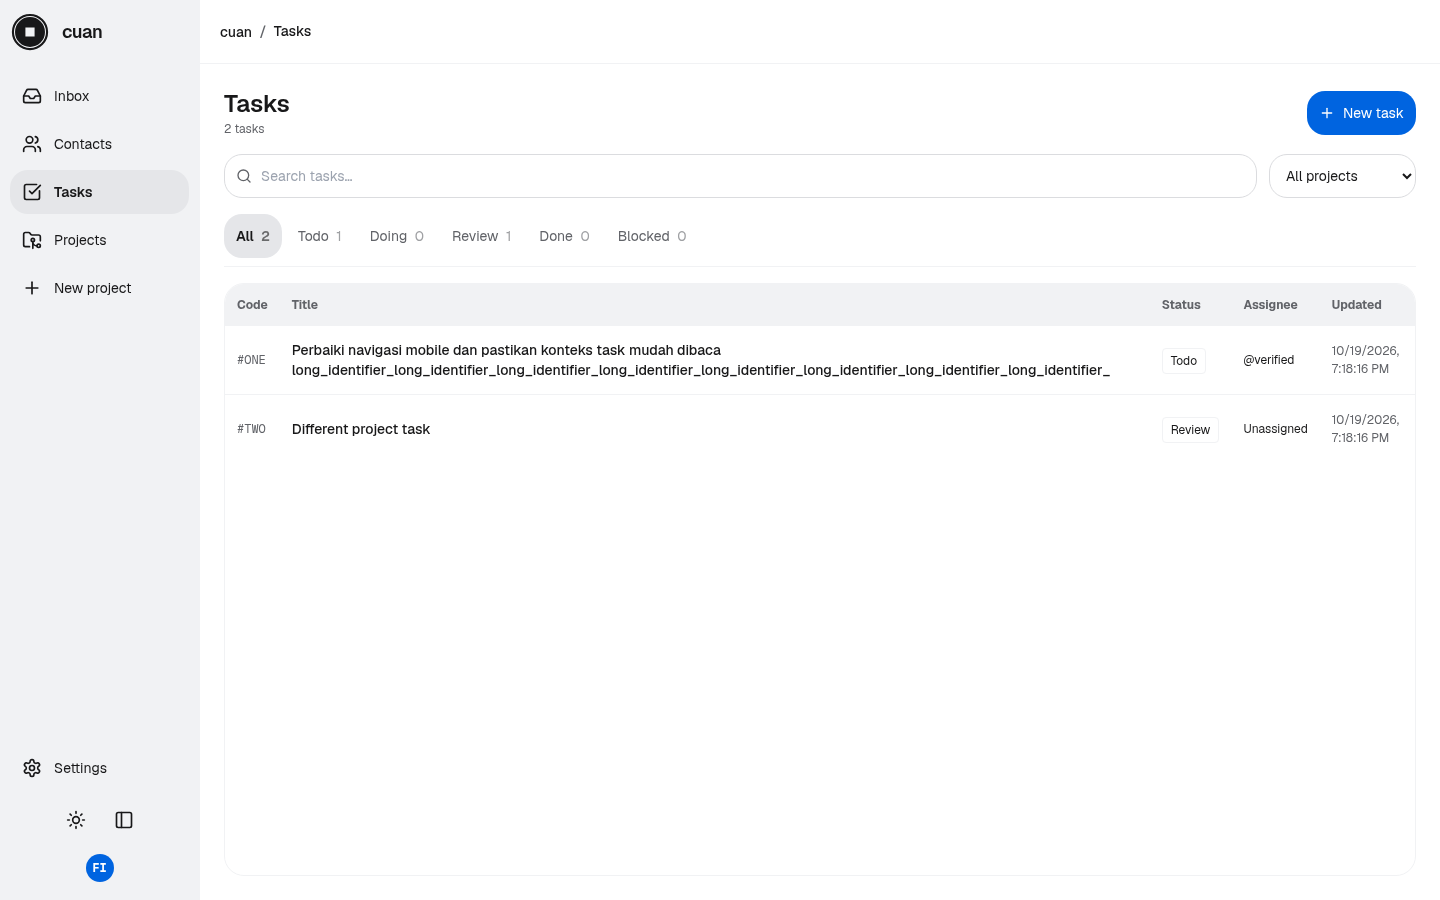 cuan
Inbox
Contacts
Tasks
Projects
New project
Settings
FI
cuan / Tasks
Tasks
2 tasks
New task
Search tasks…
All projects
All 2
Todo 1
Doing 0
Review 1
Done 0
Blocked 0
Code Title Status Assignee Updated
#ONE
Perbaiki navigasi mobile dan pastikan konteks task mudah dibaca
long_identifier_long_identifier_long_identifier_long_identifier_long_identifier_long_identifier_long_identifier_long_identifier_
Todo
@verified
10/19/2026,
7:18:16 PM
#TWO
Different project task
Review
Unassigned
10/19/2026,
7:18:16 PM